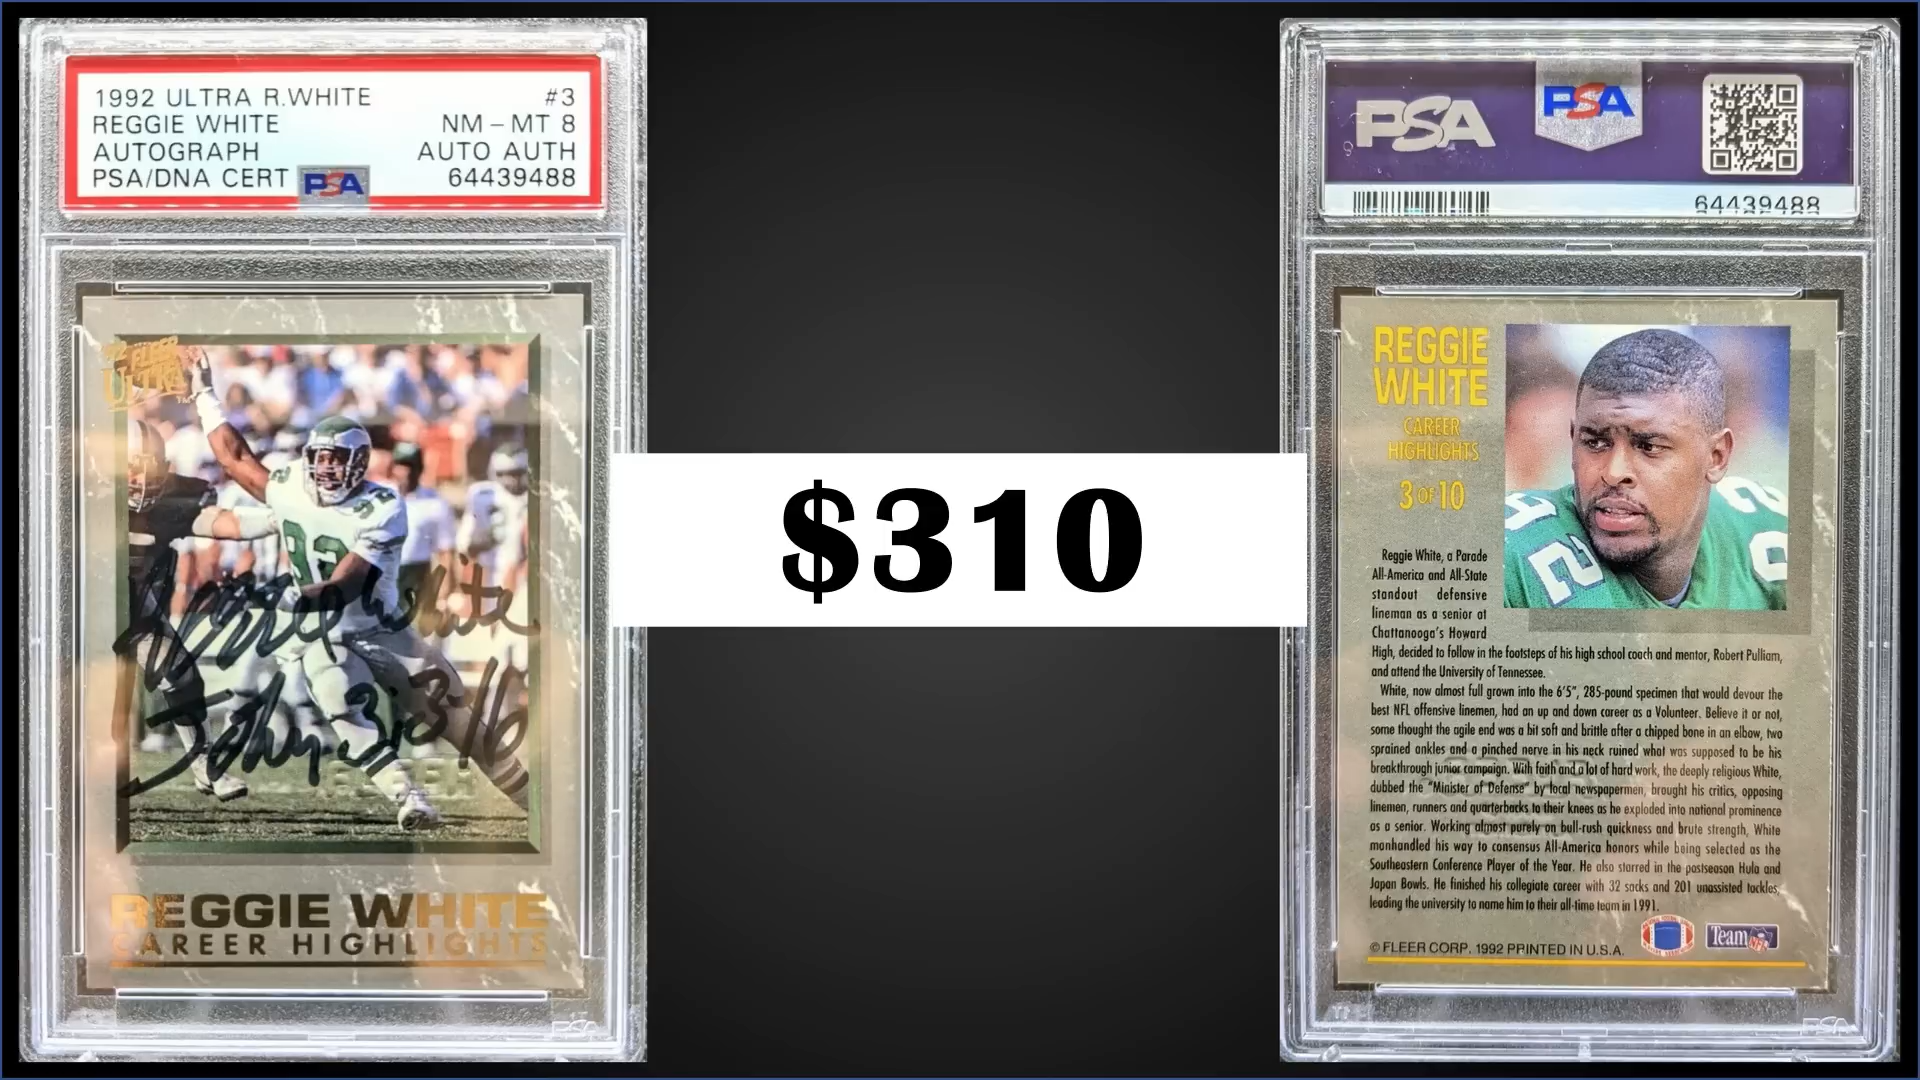 1992 ULTRA R.WHITE #3
REGGIE WHITE NM - MT 8
AUTOGRAPH AUTO AUTH
PSA/DNA CERT PSA 64439488
'92 FLEER
ULTRA™
92
Reggie White
John 3:3-16
REGGIE WHITE
CAREER HIGHLIGHTS
PSA
$310
PSA PSA
64439488
REGGIE
WHITE
CAREER
HIGHLIGHTS
3 OF 10
92
Reggie White, a Parade
All-America and All-State
standout defensive
lineman as a senior at
Chattanooga's Howard
High, decided to follow in the footsteps of his high school coach and mentor, Robert Pulliam,
and attend the University of Tennessee.
White, now almost full grown into the 6'5", 285-pound specimen that would devour the
best NFL offensive linemen, had an up and down career as a Volunteer. Believe it or not,
some thought the agile end was a bit soft and brittle after a chipped bone in an elbow, two
sprained ankles and a pinched nerve in his neck ruined what was supposed to be his
breakthrough junior campaign. With faith and a lot of hard work, the deeply religious White,
dubbed the "Minister of Defense" by local newspapermen, brought his critics, opposing
linemen, runners and quarterbacks to their knees as he exploded into national prominence
as a senior. Working almost purely on bull-rush quickness and brute strength, White
manhandled his way to consensus All-America honors while being selected as the
Southeastern Conference Player of the Year. He also starred in the postseason Hula and
Japan Bowls. He finished his collegiate career with 32 sacks and 201 unassisted tackles,
leading the university to name him to their all-time team in 1991.
© FLEER CORP. 1992 PRINTED IN U.S.A.
Team NFL
PSA